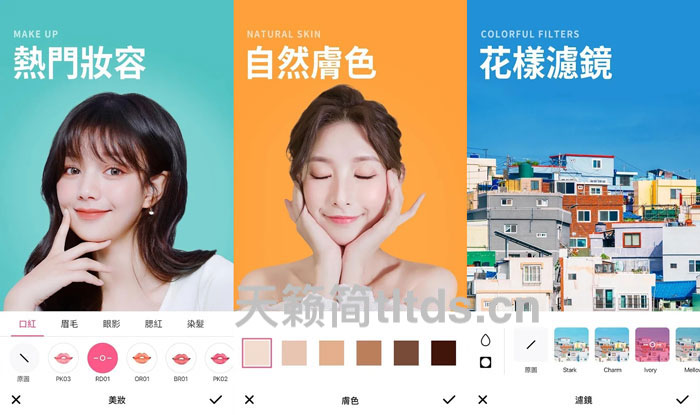 MAKE UP
熱門妝容
口紅 眉毛 眼影 腮紅 染髮
原圖 PK03 RD01 OR01 BR01 PK02
美妝
NATURAL SKIN
自然膚色
膚色
COLORFUL FILTERS
花樣濾鏡
原圖 Stark Charm Ivory Mellow
濾鏡
天籁简tltds.cn